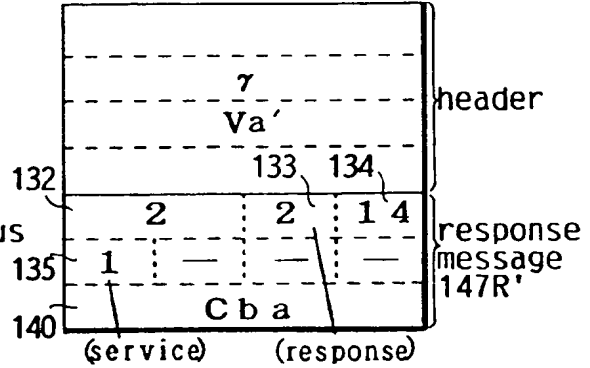 γ
Va′
header
133 134
132
2 2 1 4
us
response
135
1 — — —
message
147R'
140
Cba
(service) (response)